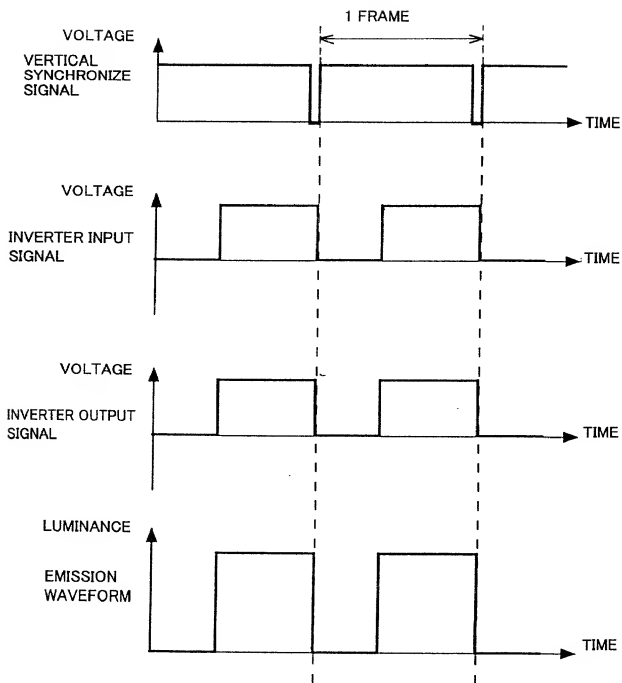 1 FRAME
VOLTAGE
VERTICAL
SYNCHRONIZE
SIGNAL
TIME
VOLTAGE
INVERTER INPUT
SIGNAL
TIME
VOLTAGE
INVERTER OUTPUT
SIGNAL
TIME
LUMINANCE
EMISSION
WAVEFORM
TIME